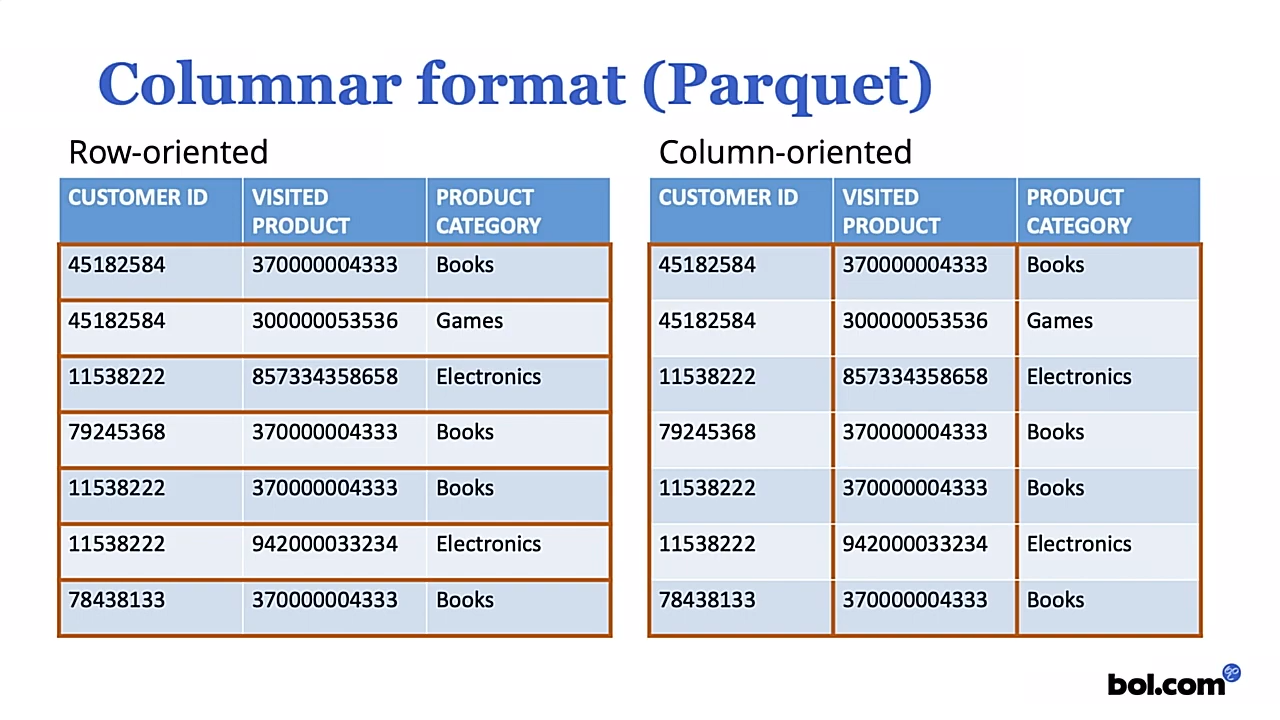 Columnar format (Parquet)
Row-oriented
CUSTOMER ID VISITED PRODUCT PRODUCT CATEGORY
45182584 370000004333 Books
45182584 300000053536 Games
11538222 857334358658 Electronics
79245368 370000004333 Books
11538222 370000004333 Books
11538222 942000033234 Electronics
78438133 370000004333 Books
Column-oriented
CUSTOMER ID VISITED PRODUCT PRODUCT CATEGORY
45182584 370000004333 Books
45182584 300000053536 Games
11538222 857334358658 Electronics
79245368 370000004333 Books
11538222 370000004333 Books
11538222 942000033234 Electronics
78438133 370000004333 Books
bol.com